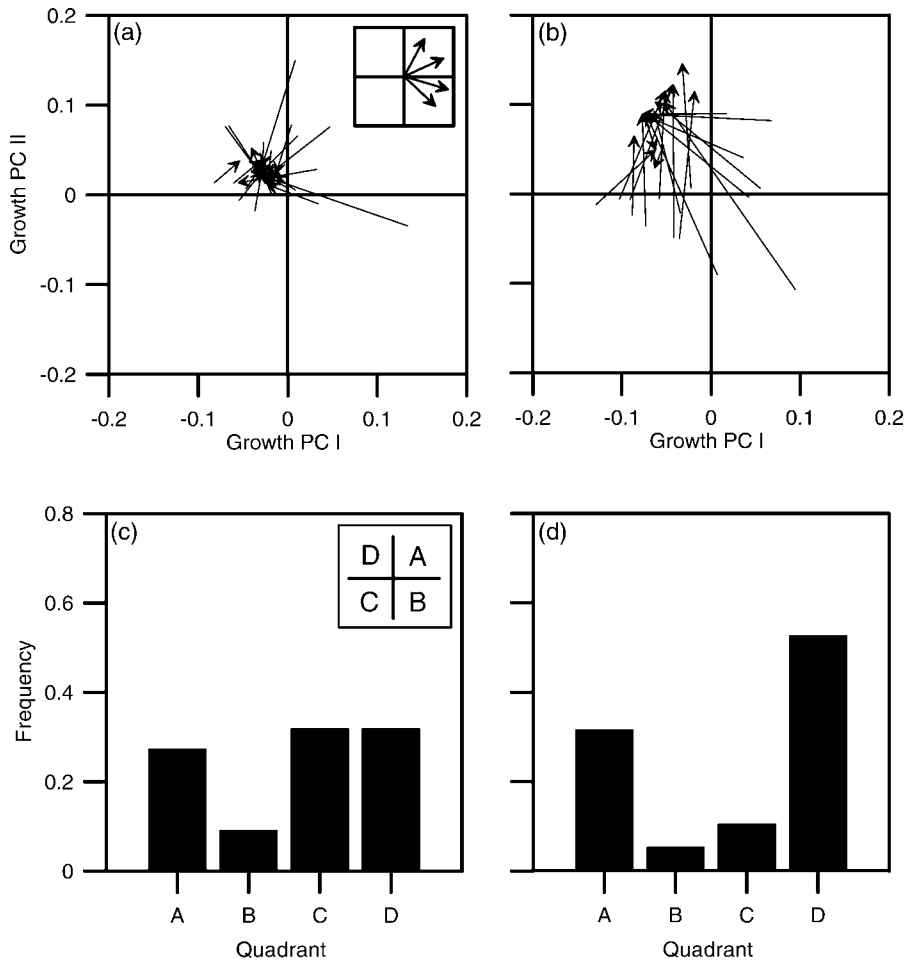 (a)
(b)
Growth PC II
0.2
0.1
0
-0.1
-0.2
-0.2 -0.1 0 0.1 0.2
Growth PC I
-0.2 -0.1 0 0.1 0.2
Growth PC I
(c)
D A
C B
(d)
Frequency
0.8
0.6
0.4
0.2
0
A B C D
Quadrant
A B C D
Quadrant